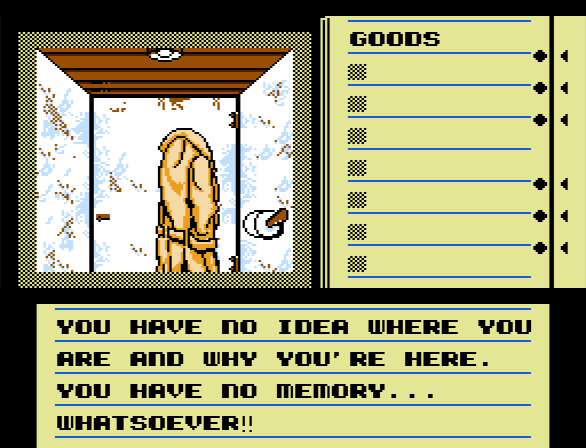 GOODS
YOU HAVE NO IDEA WHERE YOU
ARE AND WHY YOU'RE HERE.
YOU HAVE NO MEMORY...
WHATSOEVER!!